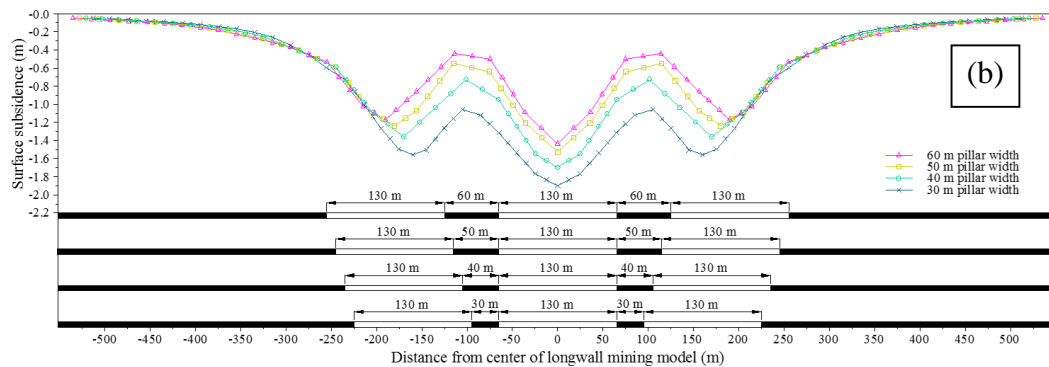 Surface subsidence (m)
-0.0
-0.2
-0.4
-0.6
-0.8
-1.0
-1.2
-1.4
-1.6
-1.8
-2.0
-2.2
(b)
60 m pillar width
50 m pillar width
40 m pillar width
30 m pillar width
130 m 60 m 130 m 60 m 130 m
130 m 50 m 130 m 50 m 130 m
130 m 40 m 130 m 40 m 130 m
130 m 30 m 130 m 30 m 130 m
-500 -450 -400 -350 -300 -250 -200 -150 -100 -50 0 50 100 150 200 250 300 350 400 450 500
Distance from center of longwall mining model (m)